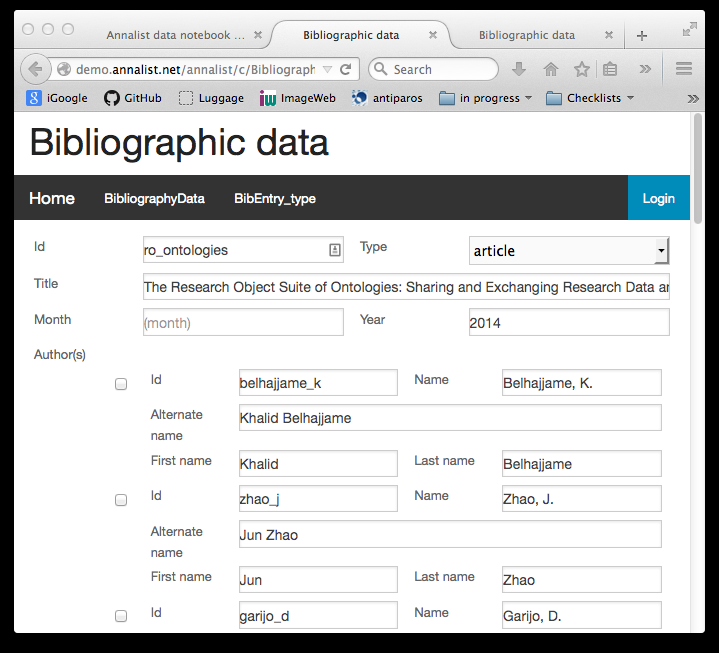 Annalist data notebook ...
Bibliographic data
Bibliographic data
demo.annalist.net/annalist/c/Bibliograph
Search
iGoogle
GitHub
Luggage
ImageWeb
antiparos
in progress
Checklists
Bibliographic data
Home
BibliographyData
BibEntry_type
Login
Id
ro_ontologies
Type
article
Title
The Research Object Suite of Ontologies: Sharing and Exchanging Research Data ar
Month
(month)
Year
2014
Author(s)
Id
belhajjame_k
Name
Belhajjame, K.
Alternate name
Khalid Belhajjame
First name
Khalid
Last name
Belhajjame
Id
zhao_j
Name
Zhao, J.
Alternate name
Jun Zhao
First name
Jun
Last name
Zhao
Id
garijo_d
Name
Garijo, D.